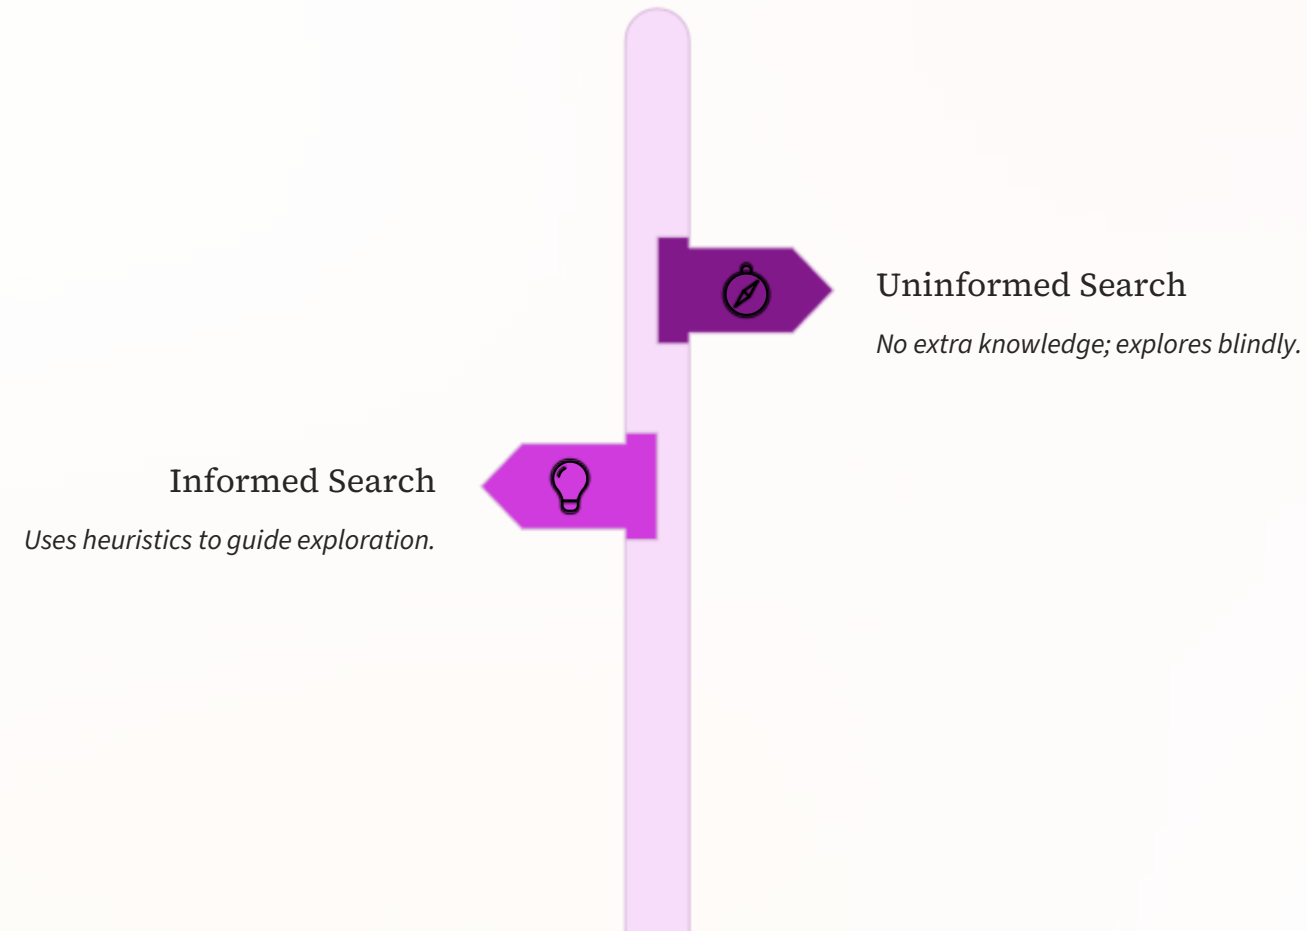 Uninformed Search
No extra knowledge; explores blindly.
Informed Search
Uses heuristics to guide exploration.